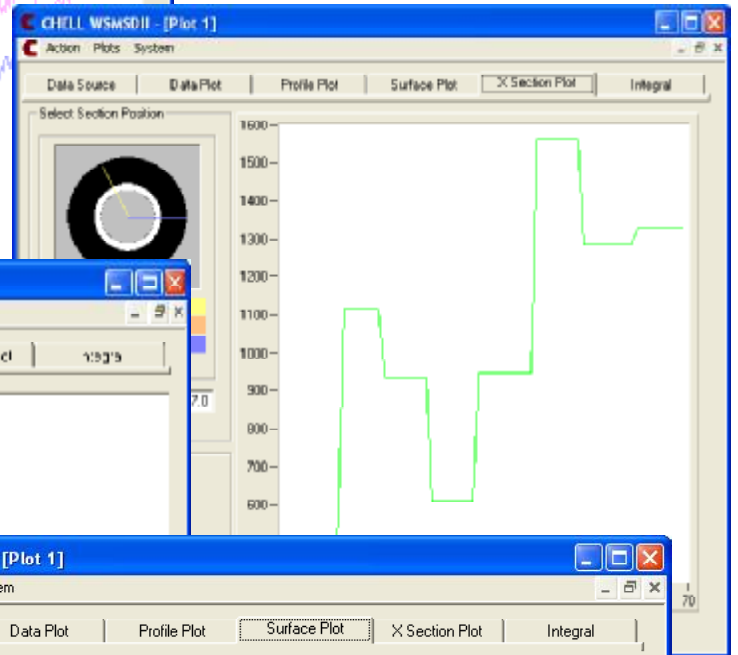 CHELL WSMSDII - [Plot 1]
Action Plots System
Data Source Data Plot Profile Plot Surface Plot X Section Plot Integral
Select Section Position
1600
1500
1400
1300
1200
1100
1000
900
800
700
600
7.0
70
[Plot 1]
Data Plot Profile Plot Surface Plot X Section Plot Integral